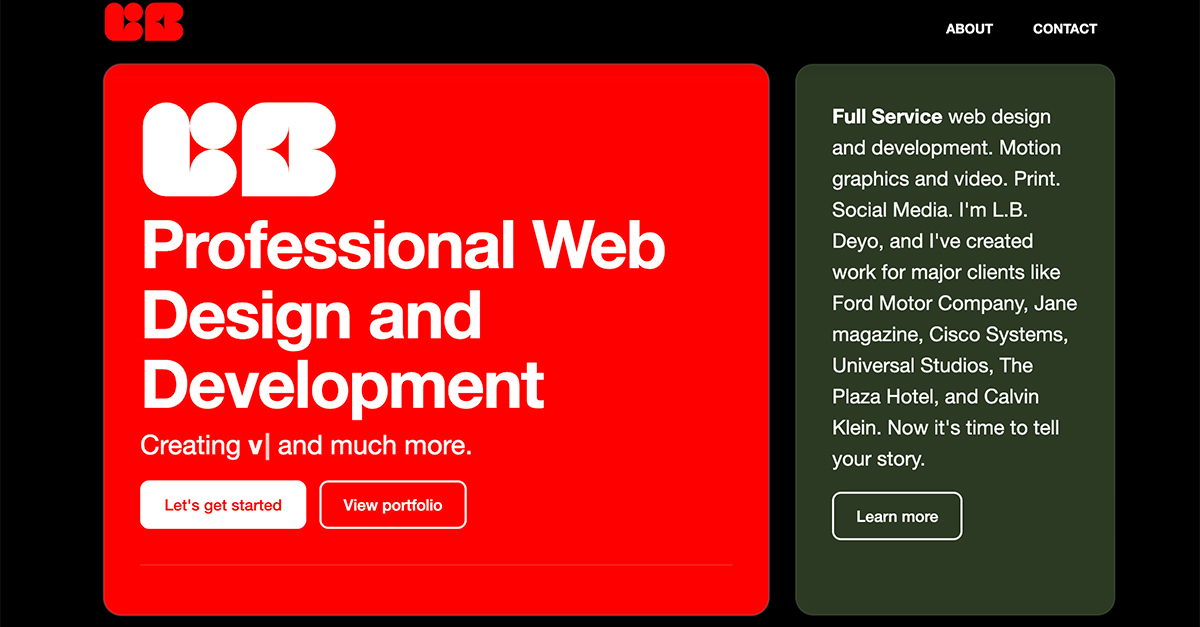 LB
ABOUT CONTACT
LB
Professional Web
Design and
Development
Creating v| and much more.
Let's get started
View portfolio
Full Service web design
and development. Motion
graphics and video. Print.
Social Media. I'm L.B.
Deyo, and I've created
work for major clients like
Ford Motor Company, Jane
magazine, Cisco Systems,
Universal Studios, The
Plaza Hotel, and Calvin
Klein. Now it's time to tell
your story.
Learn more